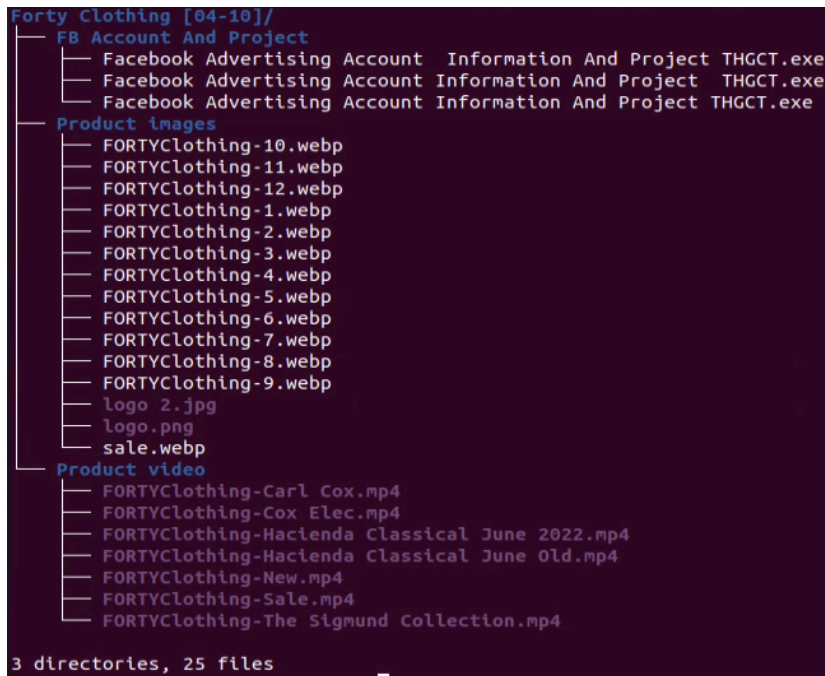 Forty Clothing [04-10]/
├── FB Account And Project
│   ├── Facebook Advertising Account  Information And Project THGCT.exe
│   ├── Facebook Advertising Account Information And Project  THGCT.exe
│   └── Facebook Advertising Account Information And Project THGCT.exe
├── Product images
│   ├── FORTYClothing-10.webp
│   ├── FORTYClothing-11.webp
│   ├── FORTYClothing-12.webp
│   ├── FORTYClothing-1.webp
│   ├── FORTYClothing-2.webp
│   ├── FORTYClothing-3.webp
│   ├── FORTYClothing-4.webp
│   ├── FORTYClothing-5.webp
│   ├── FORTYClothing-6.webp
│   ├── FORTYClothing-7.webp
│   ├── FORTYClothing-8.webp
│   ├── FORTYClothing-9.webp
│   ├── logo 2.jpg
│   ├── logo.png
│   └── sale.webp
└── Product video
    ├── FORTYClothing-Carl Cox.mp4
    ├── FORTYClothing-Cox Elec.mp4
    ├── FORTYClothing-Hacienda Classical June 2022.mp4
    ├── FORTYClothing-Hacienda Classical June Old.mp4
    ├── FORTYClothing-New.mp4
    ├── FORTYClothing-Sale.mp4
    └── FORTYClothing-The Sigmund Collection.mp4
3 directories, 25 files